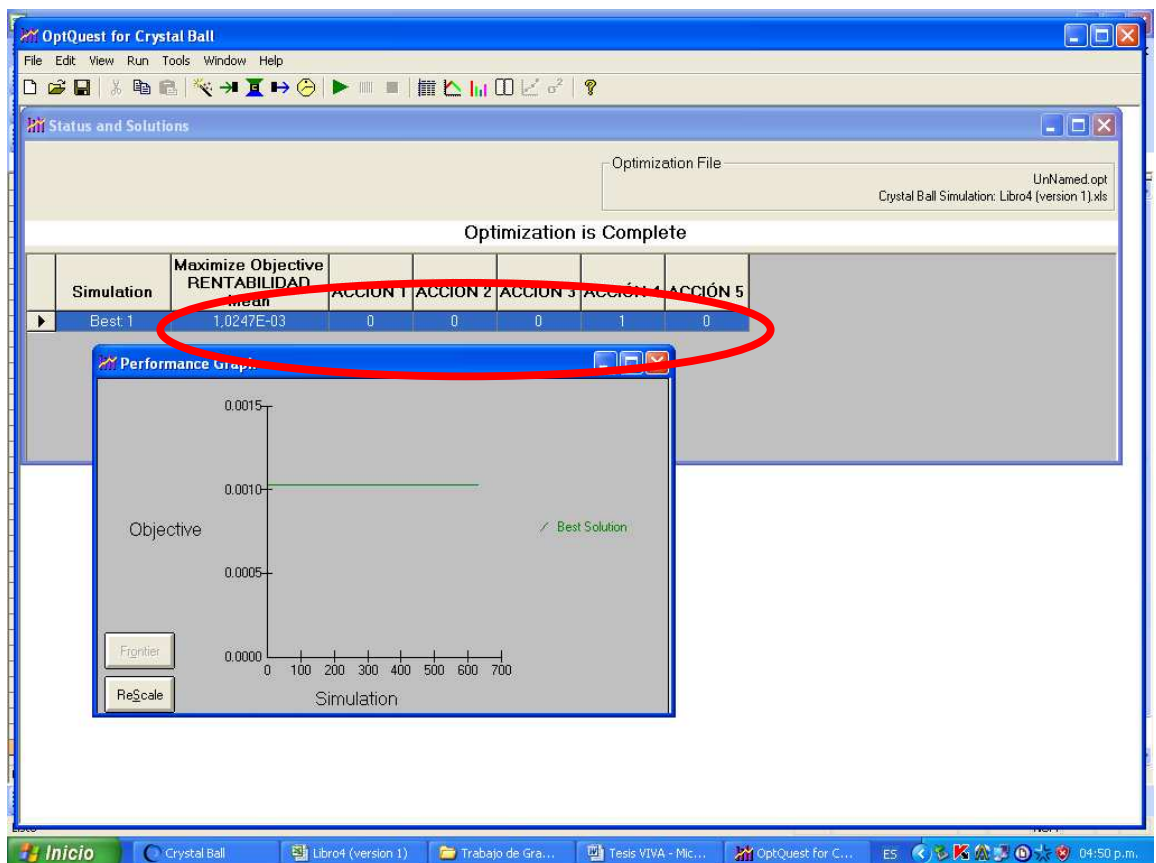 OptQuest for Crystal Ball
File Edit View Run Tools Window Help
Status and Solutions
Optimization File
UnNamed.opt
Crystal Ball Simulation: Libro4 (version 1).xls
Optimization is Complete
Simulation Maximize Objective RENTABILIDAD Mean ACCIÓN 1 ACCIÓN 2 ACCIÓN 3 ACCIÓN 4 ACCIÓN 5
Best: 1 1,0247E-03 0 0 0 1 0
Performance Graph
0.0015
0.0010
Objective
Best Solution
0.0005
Frontier
0.0000
0 100 200 300 400 500 600 700
ReScale
Simulation
Inicio Crystal Ball Libro4 (version 1) Trabajo de Gra... Tesis VIVA - Mic... OptQuest for C... ES 04:50 p.m.